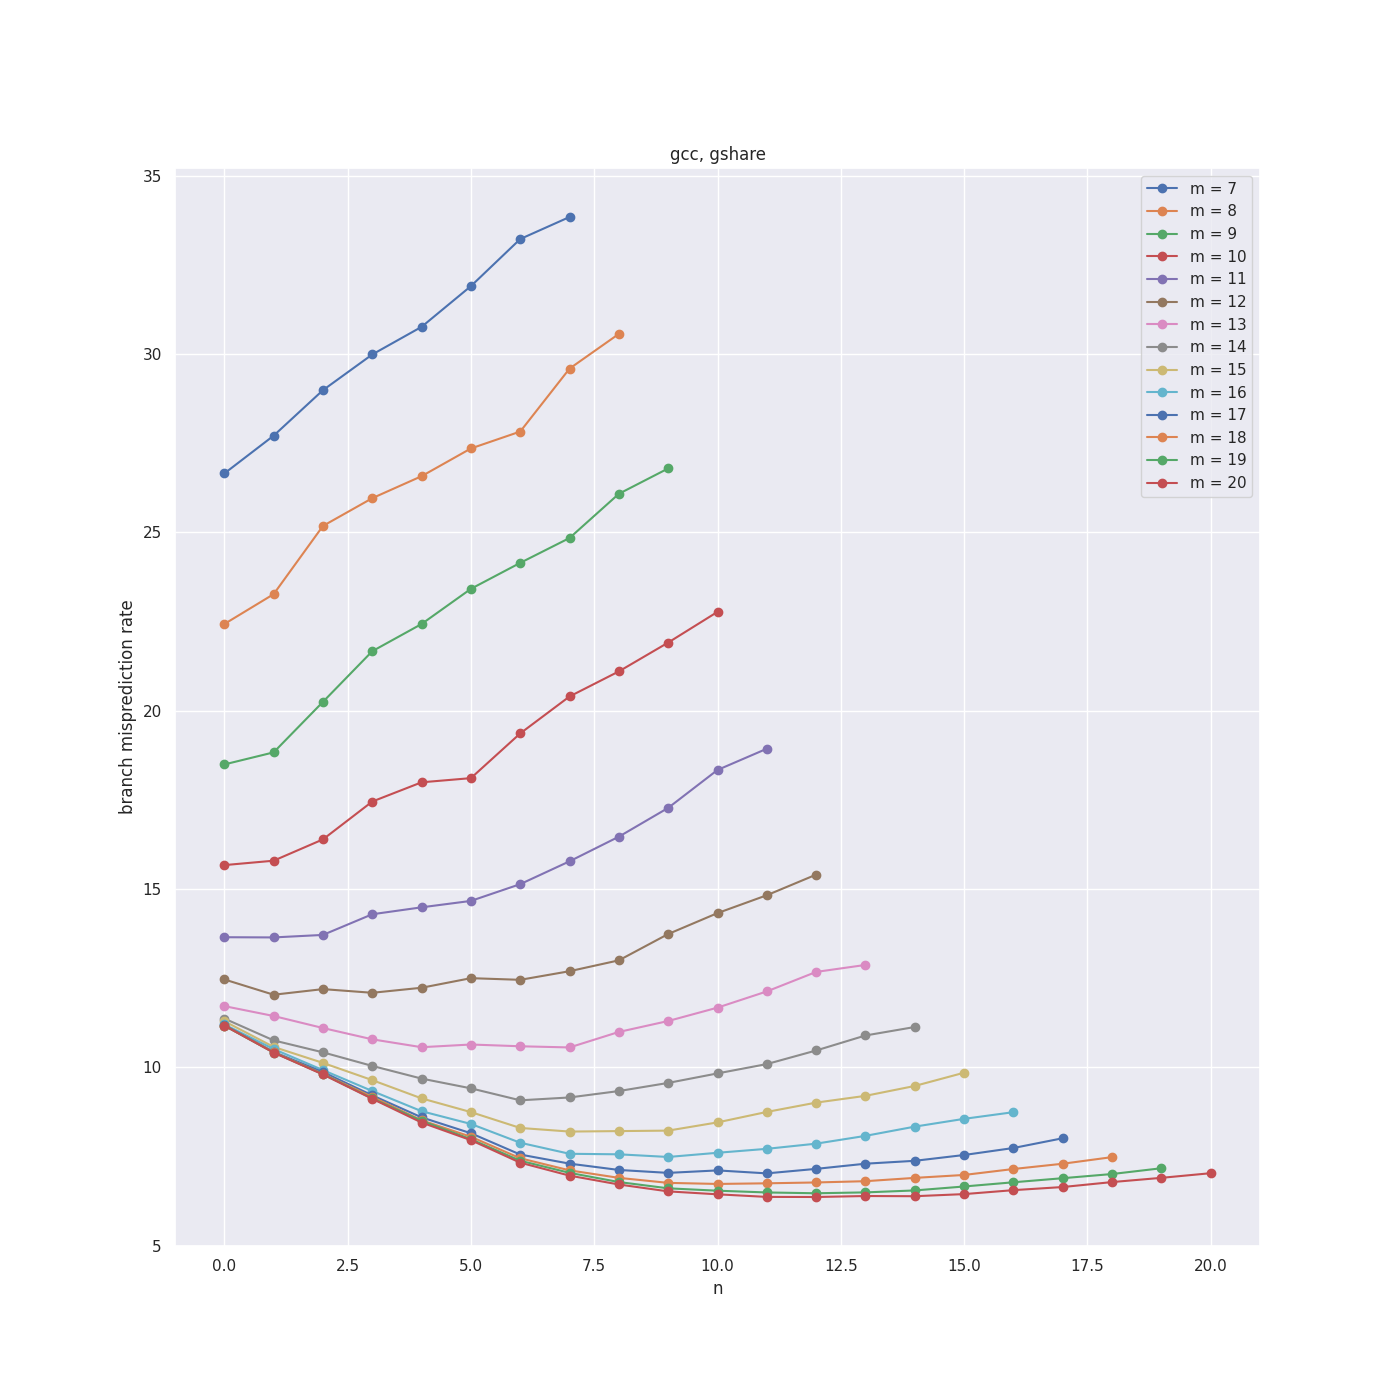 gcc, gshare
35
30
25
20
15
10
5
branch misprediction rate
m = 7
m = 8
m = 9
m = 10
m = 11
m = 12
m = 13
m = 14
m = 15
m = 16
m = 17
m = 18
m = 19
m = 20
0.0 2.5 5.0 7.5 10.0 12.5 15.0 17.5 20.0
n